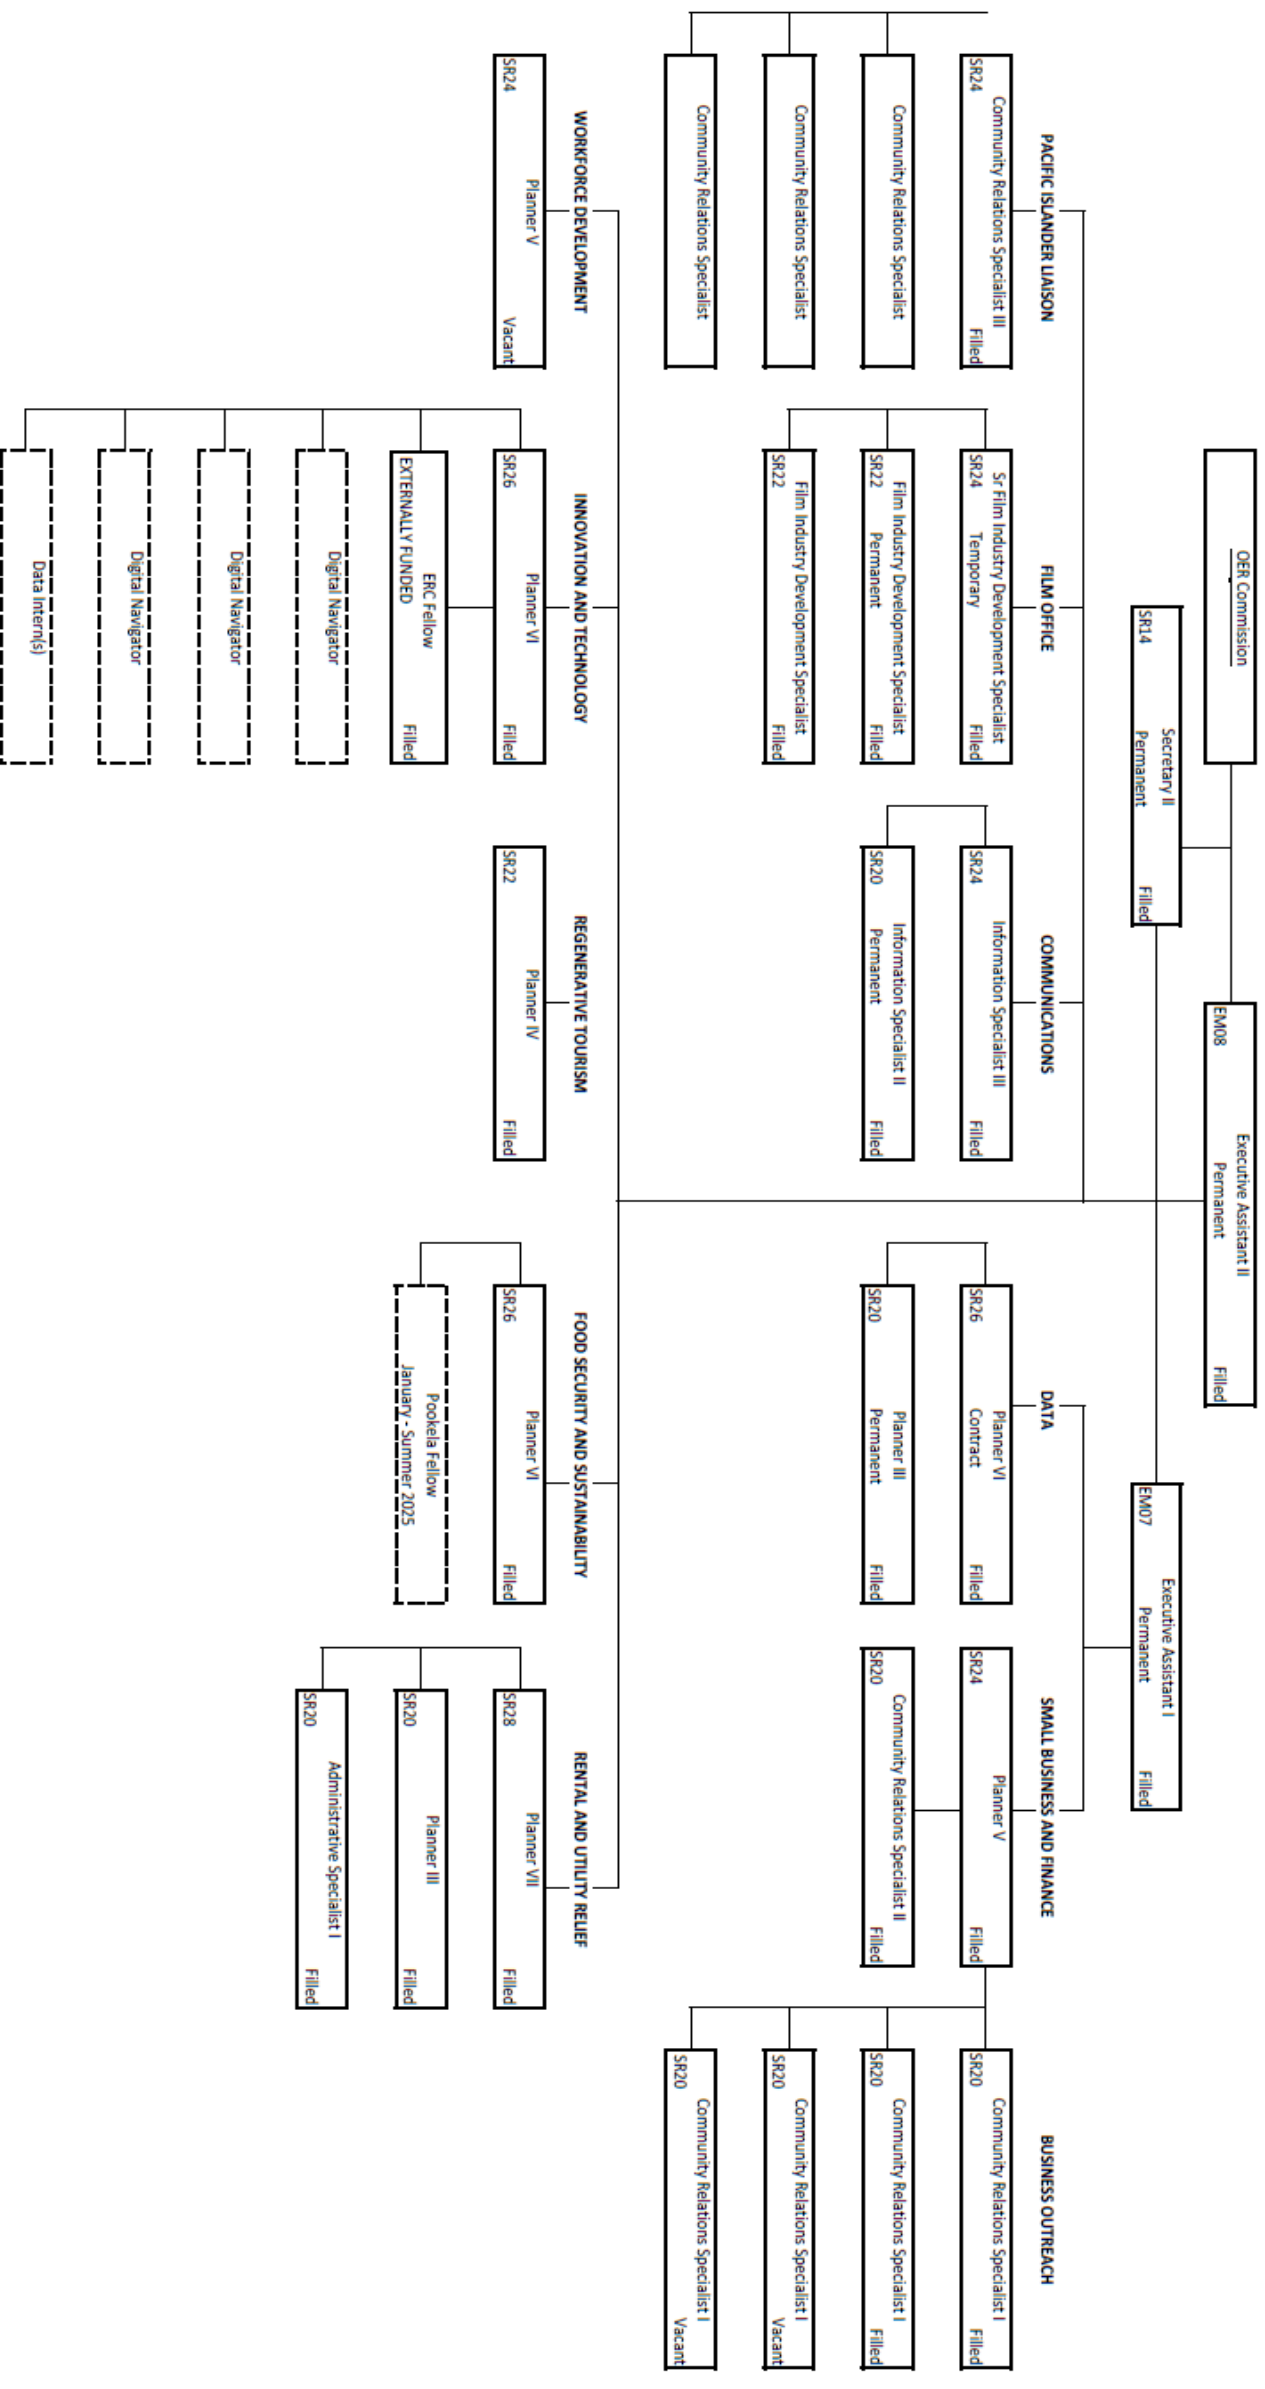 OER Commission
Executive Assistant II
EM08 Permanent Filled
Secretary II
SR14 Permanent Filled
Executive Assistant I
EM07 Permanent Filled
PACIFIC ISLANDER LIAISON
Community Relations Specialist III
SR24 Filled
Community Relations Specialist
Community Relations Specialist
Community Relations Specialist
FILM OFFICE
Sr Film Industry Development Specialist
SR24 Temporary Filled
Film Industry Development Specialist
SR22 Permanent Filled
Film Industry Development Specialist
SR22 Filled
COMMUNICATIONS
Information Specialist III
SR24 Filled
Information Specialist II
SR20 Permanent Filled
DATA
Planner VI
SR26 Contract Filled
Planner III
SR20 Permanent Filled
SMALL BUSINESS AND FINANCE
Planner V
SR24 Filled
Community Relations Specialist II
SR20 Filled
BUSINESS OUTREACH
Community Relations Specialist I
SR20 Filled
Community Relations Specialist I
SR20 Filled
Community Relations Specialist I
SR20 Vacant
Community Relations Specialist I
SR20 Vacant
WORKFORCE DEVELOPMENT
Planner V
SR24 Vacant
INNOVATION AND TECHNOLOGY
Planner VI
SR26 Filled
ERC Fellow
EXTERNALLY FUNDED Filled
Digital Navigator
Digital Navigator
Digital Navigator
Data Intern(s)
REGENERATIVE TOURISM
Planner IV
SR22 Filled
FOOD SECURITY AND SUSTAINABILITY
Planner VI
SR26 Filled
Pookela Fellow
January - Summer 2025
RENTAL AND UTILITY RELIEF
Planner VII
SR28 Filled
Planner III
SR20 Filled
Administrative Specialist I
SR20 Filled